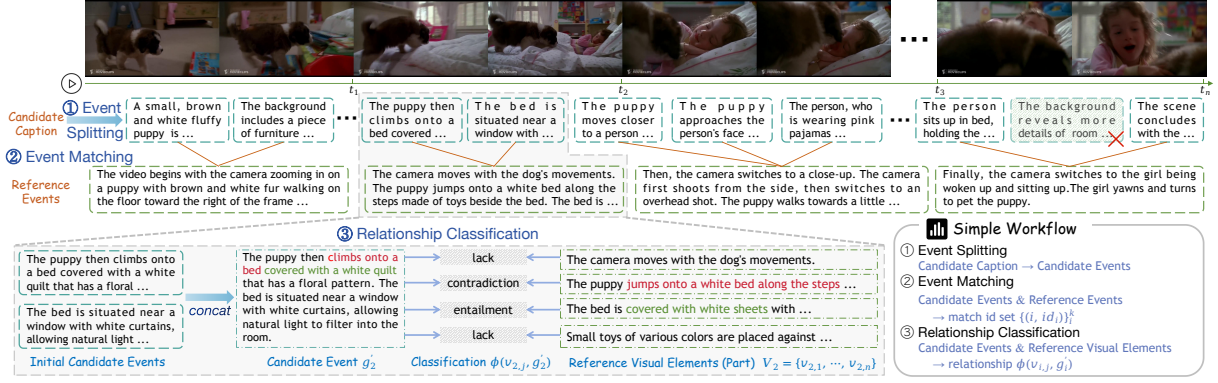 t₁
t₂
t₃
tₙ
① Event
Splitting
Candidate
Caption
A small, brown
and white fluffy
puppy is ...
The background
includes a piece
of furniture ...
...
The puppy then
climbs onto a
bed covered ...
The bed is
situated near a
window with ...
The puppy
moves closer
to a person ...
The puppy
approaches the
person's face ...
The person, who
is wearing pink
pajamas ...
...
The person
sits up in bed,
holding the ...
The background
reveals more
details of room ...
The scene
concludes
with the ...
② Event Matching
Reference
Events
The video begins with the camera zooming in on
a puppy with brown and white fur walking on
the floor toward the right of the frame ...
The camera moves with the dog's movements.
The puppy jumps onto a white bed along the
steps made of toys beside the bed. The bed is ...
Then, the camera switches to a close-up. The camera
first shoots from the side, then switches to an
overhead shot. The puppy walks towards a little ...
Finally, the camera switches to the girl being
woken up and sitting up.The girl yawns and turns
to pet the puppy.
③ Relationship Classification
The puppy then climbs onto
a bed covered with a white
quilt that has a floral ...
The bed is situated near a
window with white curtains,
allowing natural light ...
Initial Candidate Events
concat
The puppy then climbs onto a
bed covered with a white quilt
that has a floral pattern. The
bed is situated near a window
with white curtains, allowing
natural light to filter into the
room.
Candidate Event g₂′
lack
contradiction
entailment
lack
Classification ϕ(υ₂,ⱼ, g₂′)
The camera moves with the dog's movements.
The puppy jumps onto a white bed along the steps ...
The bed is covered with white sheets with ...
Small toys of various colors are placed against ...
Reference Visual Elements (Part) V₂ = {υ₂,₁, ⋯, υ₂,ₙ}
Simple Workflow
① Event Splitting
Candidate Caption → Candidate Events
② Event Matching
Candidate Events & Reference Events
→ match id set {(i, idᵢ)}ᵏᵢ
③ Relationship Classification
Candidate Events & Reference Visual Elements
→ relationship ϕ(υᵢ,ⱼ, gᵢ′)